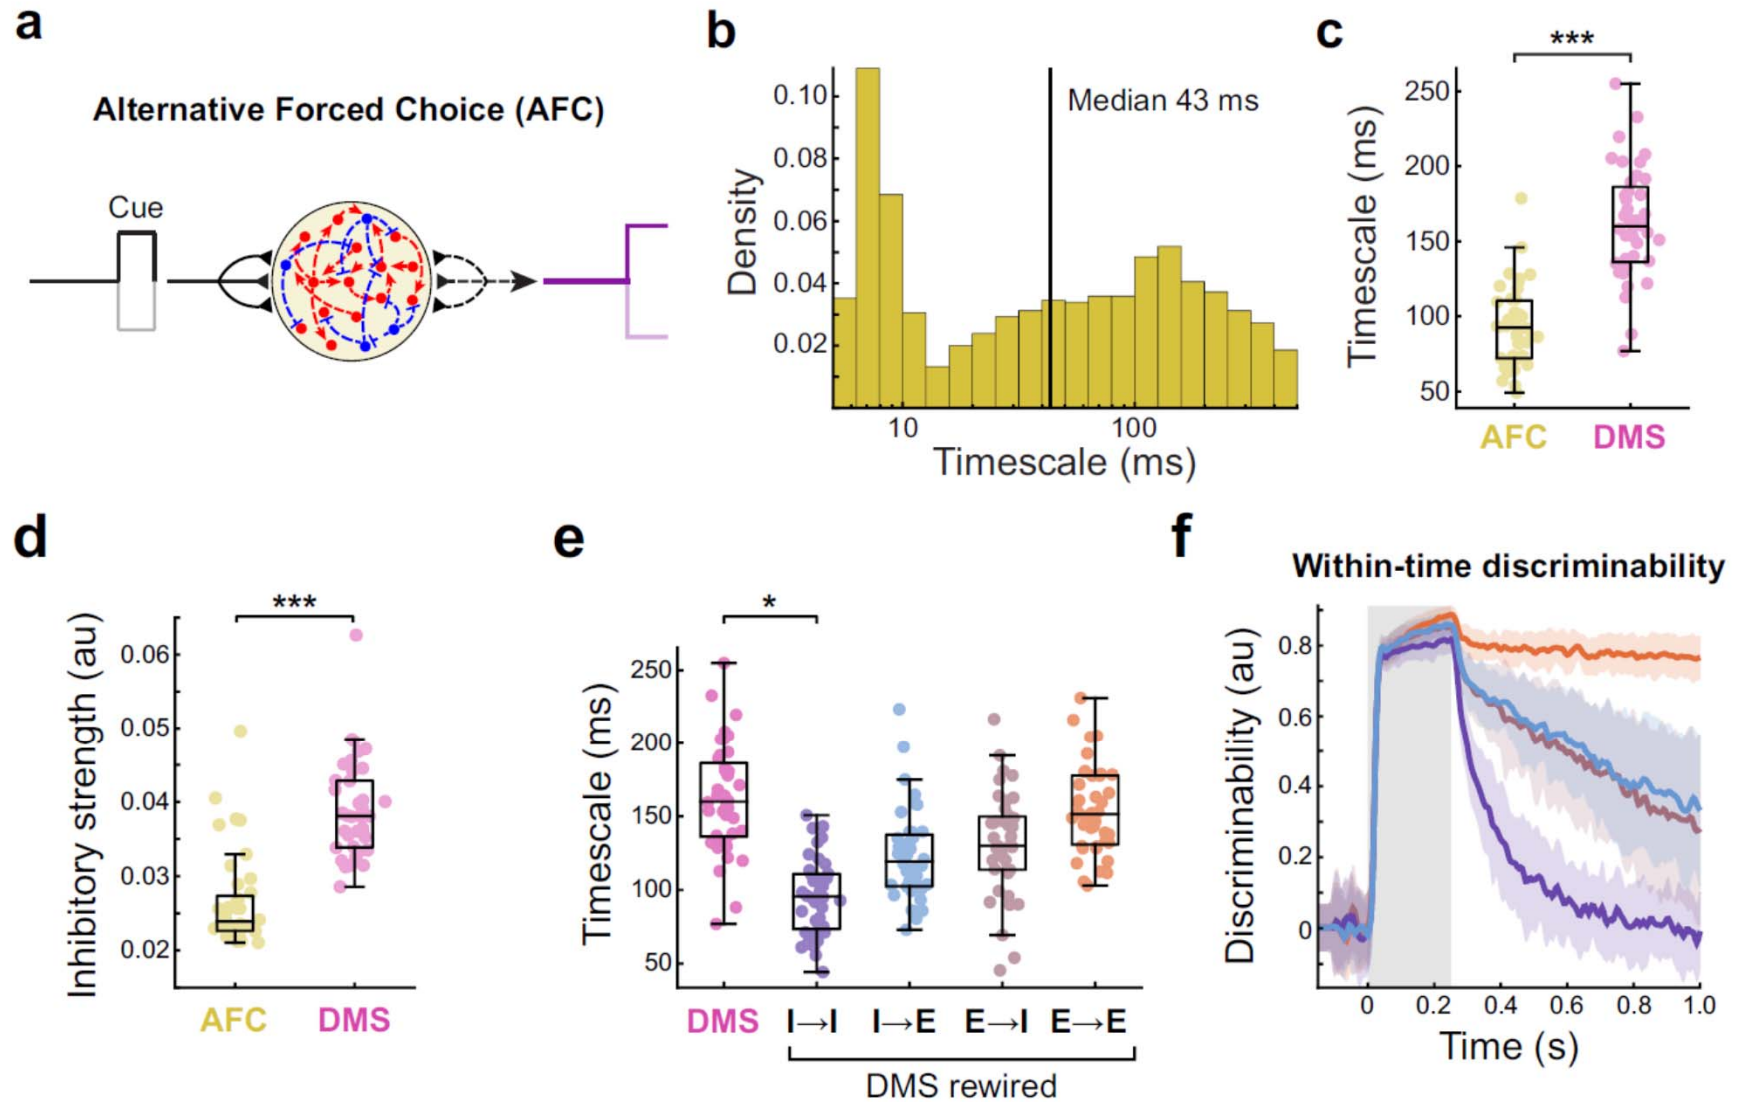 a
Alternative Forced Choice (AFC)
Cue
b
0.10
0.08
0.06
0.04
0.02
Density
Median 43 ms
10
100
Timescale (ms)
c
***
250
200
150
100
50
Timescale (ms)
AFC
DMS
d
***
0.06
0.05
0.04
0.03
0.02
Inhibitory strength (au)
AFC
DMS
e
*
250
200
150
100
50
Timescale (ms)
DMS
I→I
I→E
E→I
E→E
DMS rewired
f
Within-time discriminability
0.8
0.6
0.4
0.2
0
Discriminability (au)
0
0.2
0.4
0.6
0.8
1.0
Time (s)